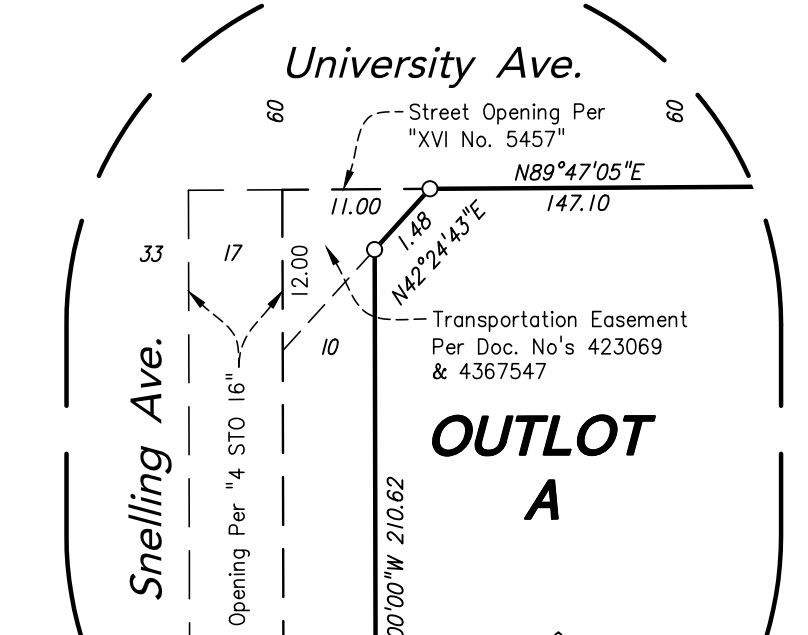 University Ave.
60
60
Street Opening Per
"XVI No. 5457"
N89°47'05"E
11.00
147.10
1.48
N42°24'43"E
33
17
12.00
Transportation Easement
Per Doc. No's 423069
& 4367547
10
Snelling Ave.
Opening Per "4 STO 16"
OUTLOT
A
00'00"W 210.62